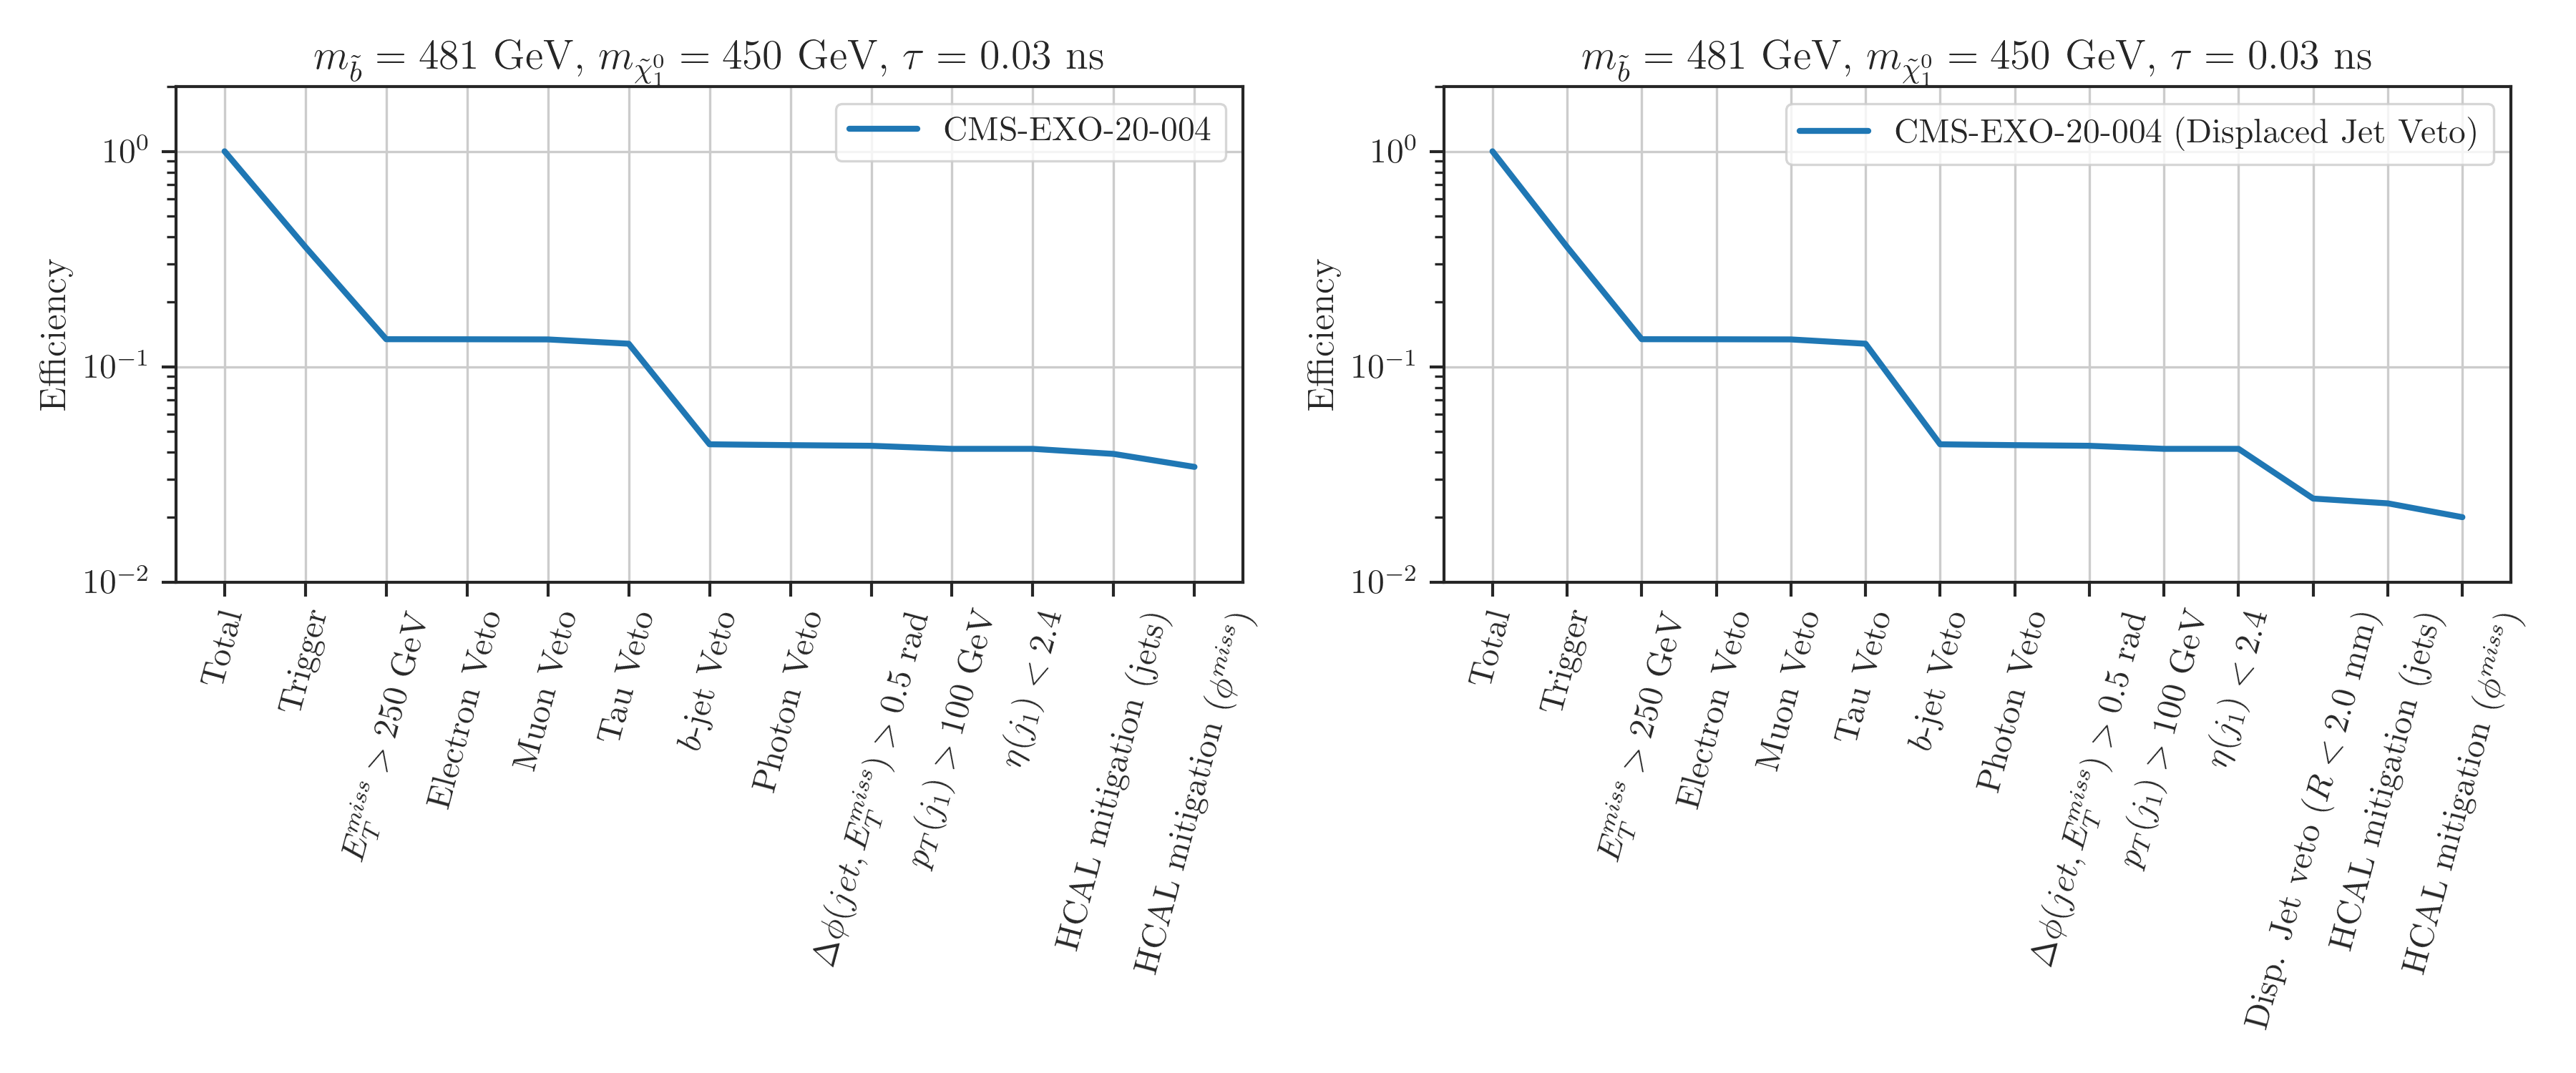 m_b̃ = 481 GeV, m_χ̃₁⁰ = 450 GeV, τ = 0.03 ns
CMS-EXO-20-004
Efficiency
10⁰
10⁻¹
10⁻²
Total
Trigger
E_T^miss > 250 GeV
Electron Veto
Muon Veto
Tau Veto
b-jet Veto
Photon Veto
Δϕ(jet, E_T^miss) > 0.5 rad
p_T(j₁) > 100 GeV
η(j₁) < 2.4
HCAL mitigation (jets)
HCAL mitigation (ϕ^miss)
m_b̃ = 481 GeV, m_χ̃₁⁰ = 450 GeV, τ = 0.03 ns
CMS-EXO-20-004 (Displaced Jet Veto)
Efficiency
10⁰
10⁻¹
10⁻²
Total
Trigger
E_T^miss > 250 GeV
Electron Veto
Muon Veto
Tau Veto
b-jet Veto
Photon Veto
Δϕ(jet, E_T^miss) > 0.5 rad
p_T(j₁) > 100 GeV
η(j₁) < 2.4
Disp. Jet veto (R < 2.0 mm)
HCAL mitigation (jets)
HCAL mitigation (ϕ^miss)